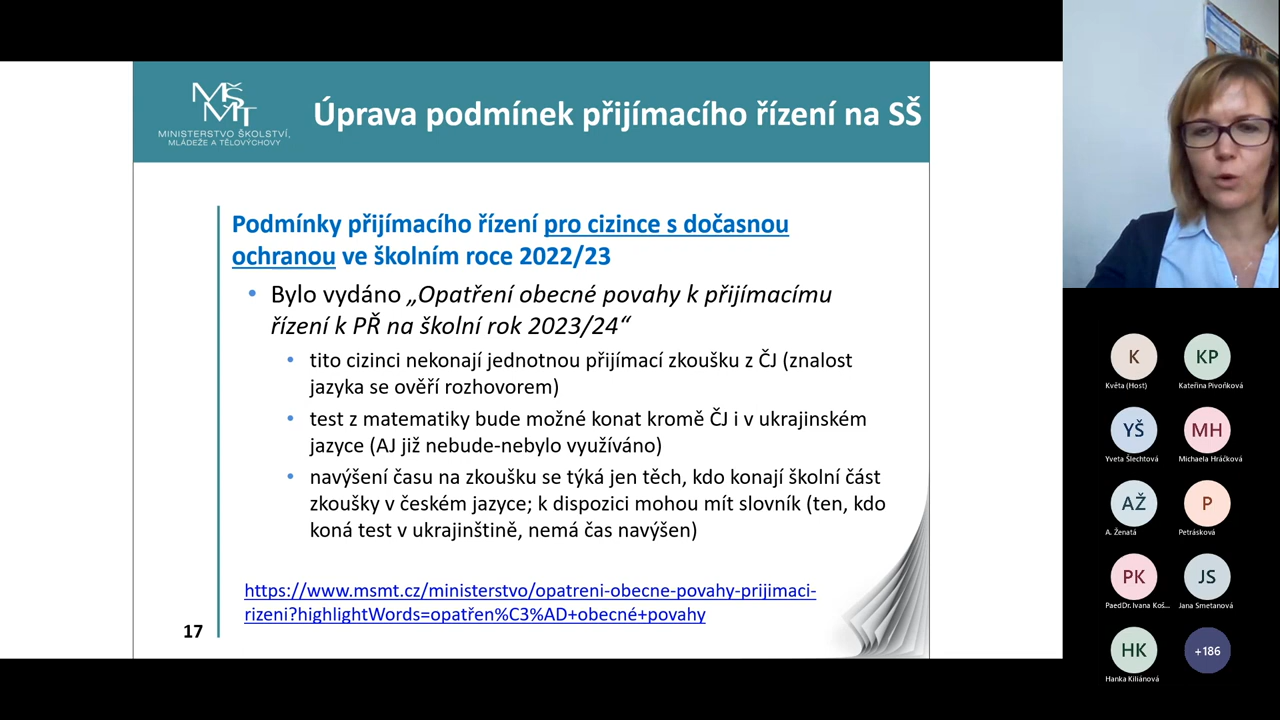 MŠMT
MINISTERSTVO ŠKOLSTVÍ,
MLÁDEŽE A TĚLOVÝCHOVY
Úprava podmínek přijímacího řízení na SŠ
Podmínky přijímacího řízení pro cizince s dočasnou
ochranou ve školním roce 2022/23
• Bylo vydáno „Opatření obecné povahy k přijímacímu
řízení k PŘ na školní rok 2023/24“
• tito cizinci nekonají jednotnou přijímací zkoušku z ČJ (znalost
jazyka se ověří rozhovorem)
• test z matematiky bude možné konat kromě ČJ i v ukrajinském
jazyce (AJ již nebude-nebylo využíváno)
• navýšení času na zkoušku se týká jen těch, kdo konají školní část
zkoušky v českém jazyce; k dispozici mohou mít slovník (ten, kdo
koná test v ukrajinštině, nemá čas navýšen)
https://www.msmt.cz/ministerstvo/opatreni-obecne-povahy-prijimaci-
rizeni?highlightWords=opatřen%C3%AD+obecné+povahy
17
K
KP
Květa (Host)
Kateřina Pivoňková
YŠ
MH
Yveta Šlechtová
Michaela Hráčková
AŽ
P
A. Ženatá
Petrásková
PK
JS
PaedDr. Ivana Koš...
Jana Smetanová
HK
+186
Hanka Kiliánová